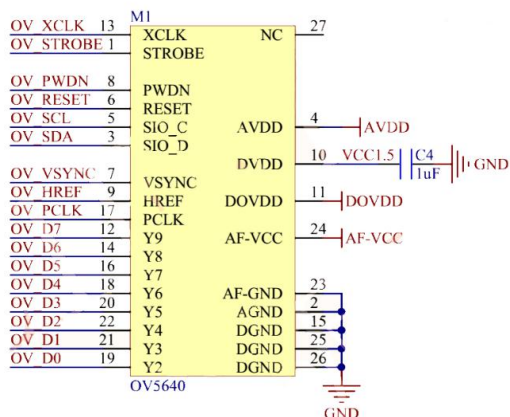 M1
OV_XCLK 13 XCLK NC 27
OV_STROBE 1 STROBE
OV_PWDN 8 PWDN
OV_RESET 6 RESET
OV_SCL 5 SIO_C AVDD 4 AVDD
OV_SDA 3 SIO_D
DVDD 10 VCC1.5 C4 1uF GND
OV_VSYNC 7 VSYNC
OV_HREF 9 HREF DOVDD 11 DOVDD
OV_PCLK 17 PCLK
OV_D7 12 Y9 AF-VCC 24 AF-VCC
OV_D6 14 Y8
OV_D5 16 Y7
OV_D4 18 Y6 AF-GND 23
OV_D3 20 Y5 AGND 2
OV_D2 22 Y4 DGND 15
OV_D1 21 Y3 DGND 25
OV_D0 19 Y2 DGND 26
OV5640
GND